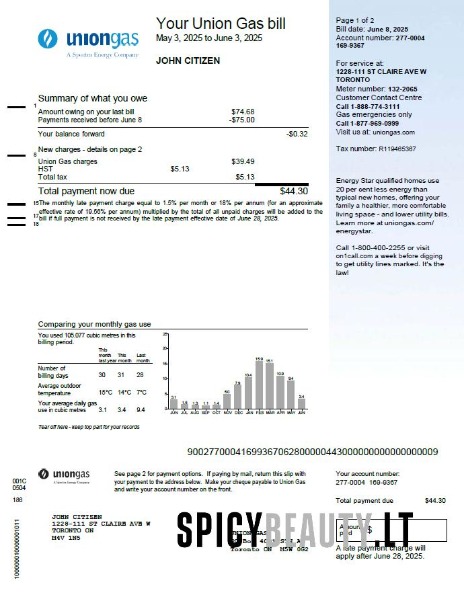 uniongas
A Spectra Energy Company
Your Union Gas bill
May 3, 2025 to June 3, 2025
JOHN CITIZEN
Page 1 of 2
Bill date: June 8, 2025
Account number: 277-0004
169-9367
For service at:
1228-111 ST CLAIRE AVE W
TORONTO
Meter number: 132-2065
Customer Contact Centre
Call 1-888-774-3111
Gas emergencies only
Call 1-877-969-0999
Visit us at: uniongas.com
Tax number: R119465367
Energy Star qualified homes use
20 per cent less energy than
typical new homes, offering your
family a healthier, more comfortable
living space - and lower utility bills.
Learn more at uniongas.com/
energystar.
Call 1-800-400-2255 or visit
on1call.com a week before digging
to get utility lines marked. It's the
law!
Summary of what you owe
Amount owing on your last bill $74.68
Payments received before June 8 -$75.00
Your balance forward -$0.32
New charges - details on page 2
Union Gas charges $39.49
HST $5.13
Total tax $5.13
Total payment now due $44.30
The monthly late payment charge equal to 1.5% per month or 18% per annum (for an approximate
effective rate of 19.56% per annum) multiplied by the total of all unpaid charges will be added to the
bill if full payment is not received by the late payment effective date of June 28, 2025.
Comparing your monthly gas use
You used 105.077 cubic metres in this
billing period.
This month last year This month Last month
Number of billing days 30 31 28
Average outdoor temperature 15°C 14°C 7°C
Your average daily gas use in cubic metres 3.1 3.4 9.4
JUN JUL AUG SEP OCT NOV DEC JAN FEB MAR APR MAY JUN
Tear off here - keep top part for your records
uniongas
See page 2 for payment options. If paying by mail, return this slip with
your payment to the address below. Make your cheque payable to Union Gas
and write your account number on the front.
Your account number:
277-0004 169-9367
Total payment due $44.30
001C
0504
186
JOHN CITIZEN
1228-111 ST CLAIRE AVE W
TORONTO ON
M4V 1N5
SPICYBEAUTY.LT
UNION GAS
Toronto ON M5W 0G2
Amount
paid $
A late payment charge will
apply after June 28, 2025.